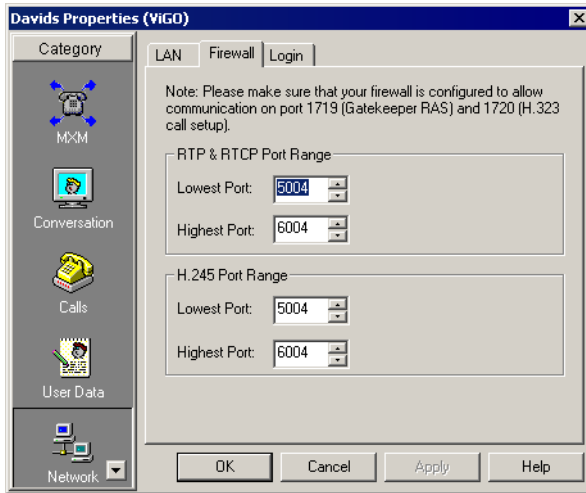 Davids Properties (ViGO)
Category
MXM
Conversation
Calls
User Data
Network
LAN
Firewall
Login
Note: Please make sure that your firewall is configured to allow
communication on port 1719 (Gatekeeper RAS) and 1720 (H.323
call setup).
RTP & RTCP Port Range
Lowest Port: 5004
Highest Port: 6004
H.245 Port Range
Lowest Port: 5004
Highest Port: 6004
OK Cancel Apply Help